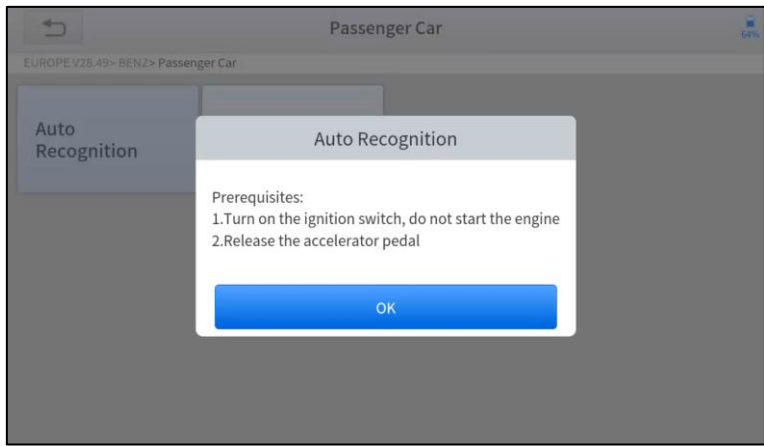 Passenger Car
64%
EUROPE V28.49> BENZ> Passenger Car
Auto
Recognition
Auto Recognition
Prerequisites:
1.Turn on the ignition switch, do not start the engine
2.Release the accelerator pedal
OK